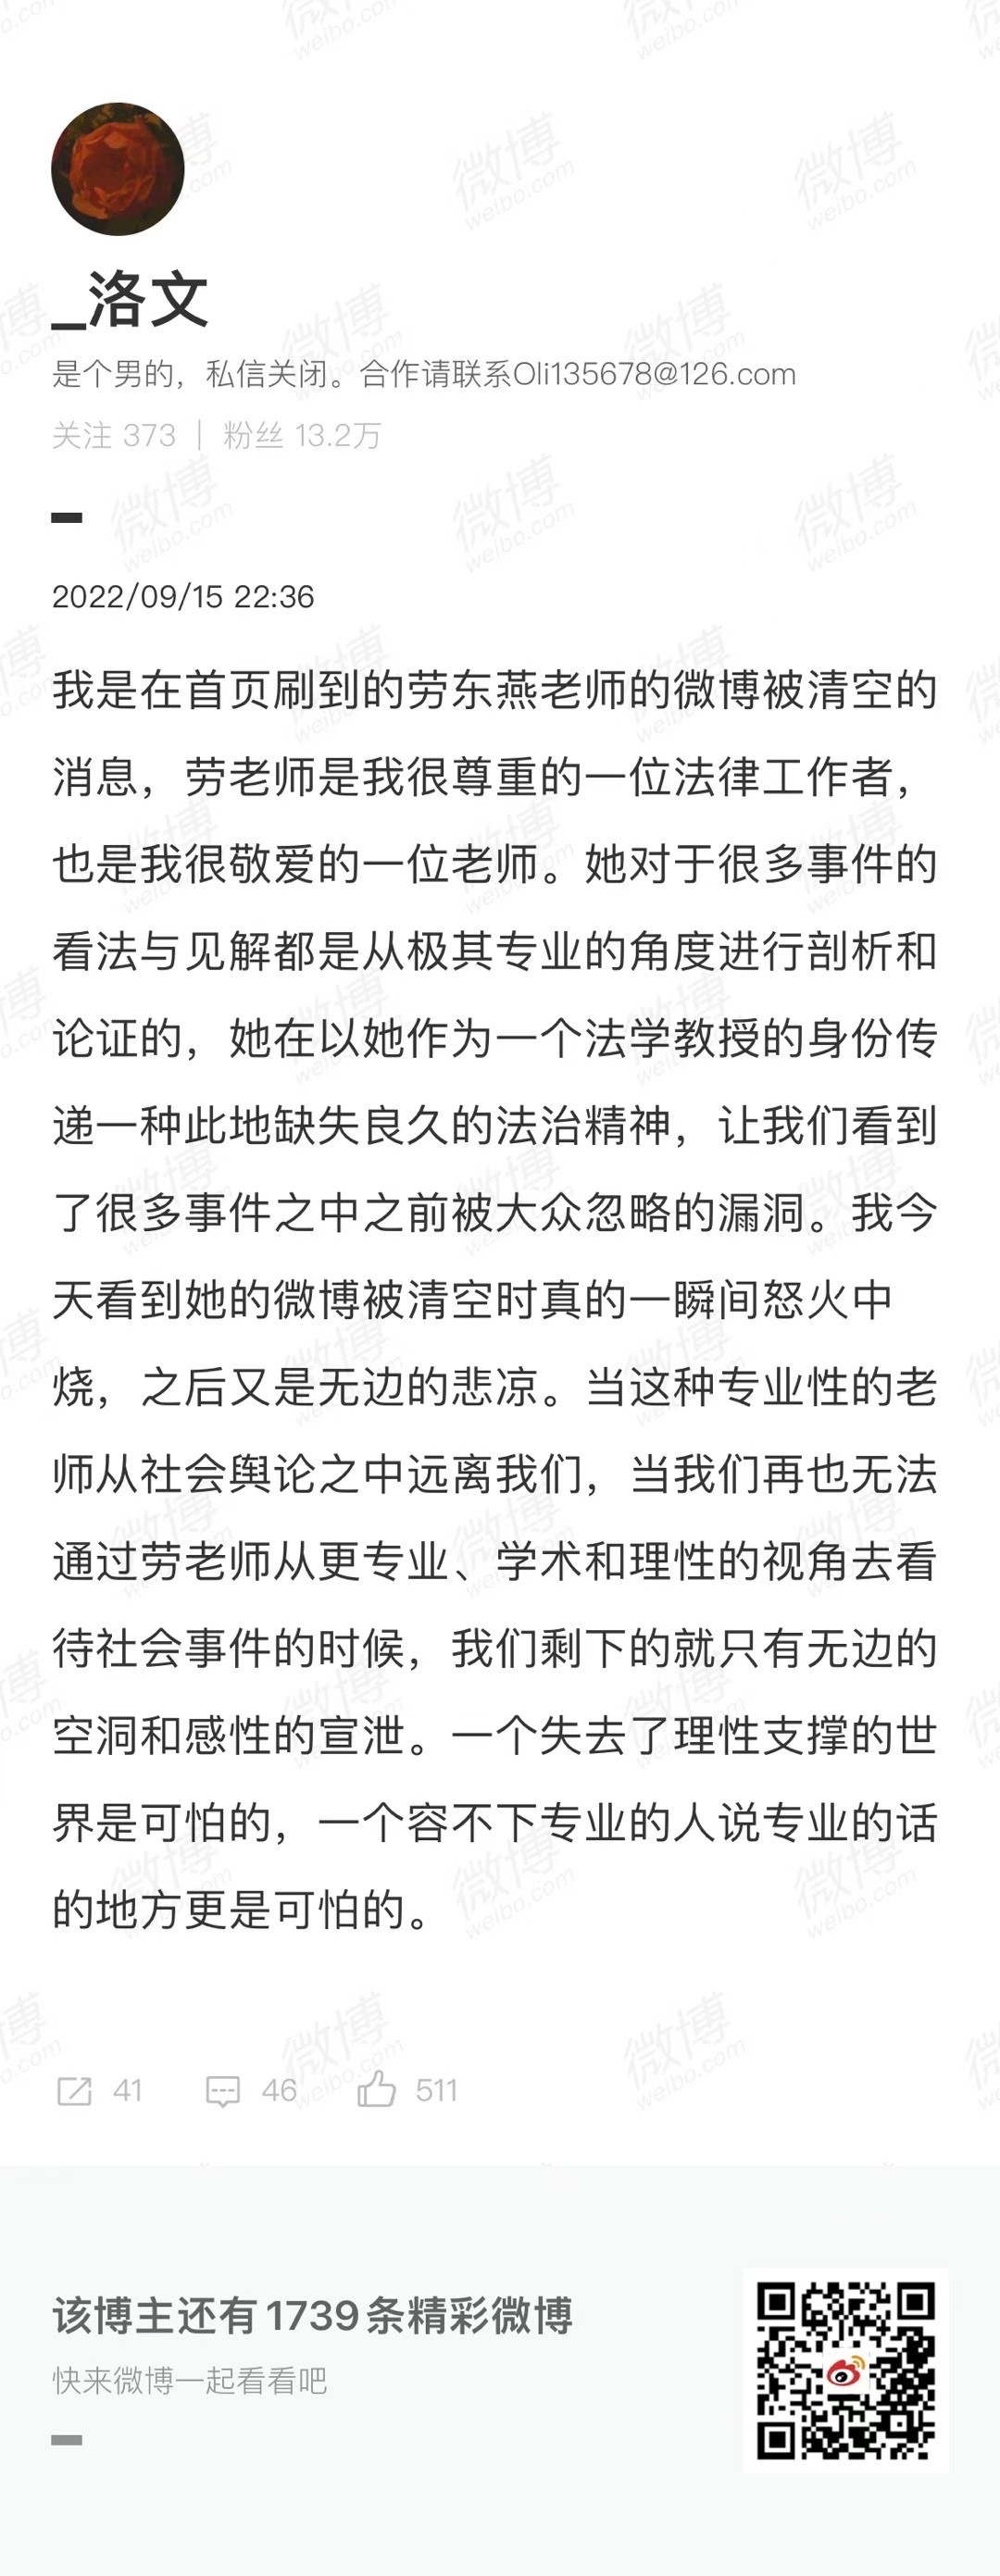 _洛文
是个男的，私信关闭。合作请联系Oli135678@126.com
关注 373 | 粉丝 13.2万
2022/09/15 22:36
我是在首页刷到的劳东燕老师的微博被清空的
消息，劳老师是我很尊重的一位法律工作者，
也是我很敬爱的一位老师。她对于很多事件的
看法与见解都是从极其专业的角度进行剖析和
论证的，她在以她作为一个法学教授的身份传
递一种此地缺失良久的法治精神，让我们看到
了很多事件之中之前被大众忽略的漏洞。我今
天看到她的微博被清空时真的一瞬间怒火中
烧，之后又是无边的悲凉。当这种专业性的老
师从社会舆论之中远离我们，当我们再也无法
通过劳老师从更专业、学术和理性的视角去看
待社会事件的时候，我们剩下的就只有无边的
空洞和感性的宣泄。一个失去了理性支撑的世
界是可怕的，一个容不下专业的人说专业的话
的地方更是可怕的。
41 46 511
该博主还有1739条精彩微博
快来微博一起看看吧
微博
weibo.com